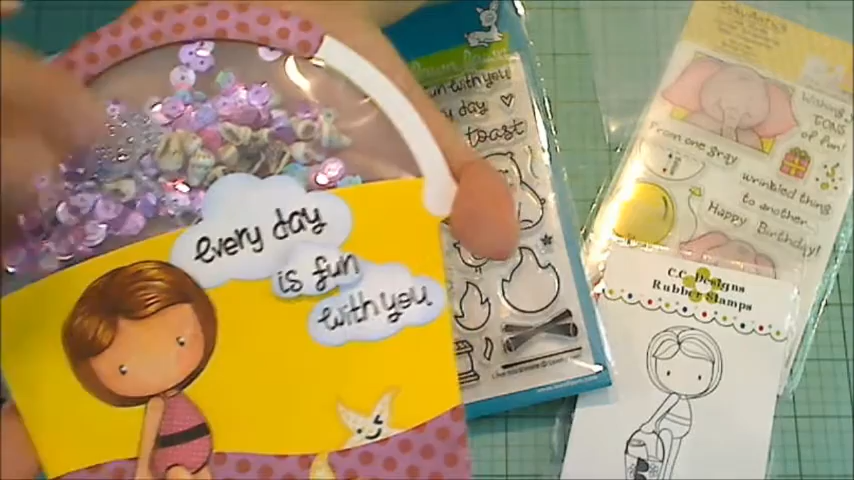 every day
is fun
with you
fun with you
day
toast
Wishing
TONS
of fun!
From one gray
wrinkled thing
to another
Happy
Birthday!
C.C. Designs
Rubber Stamps